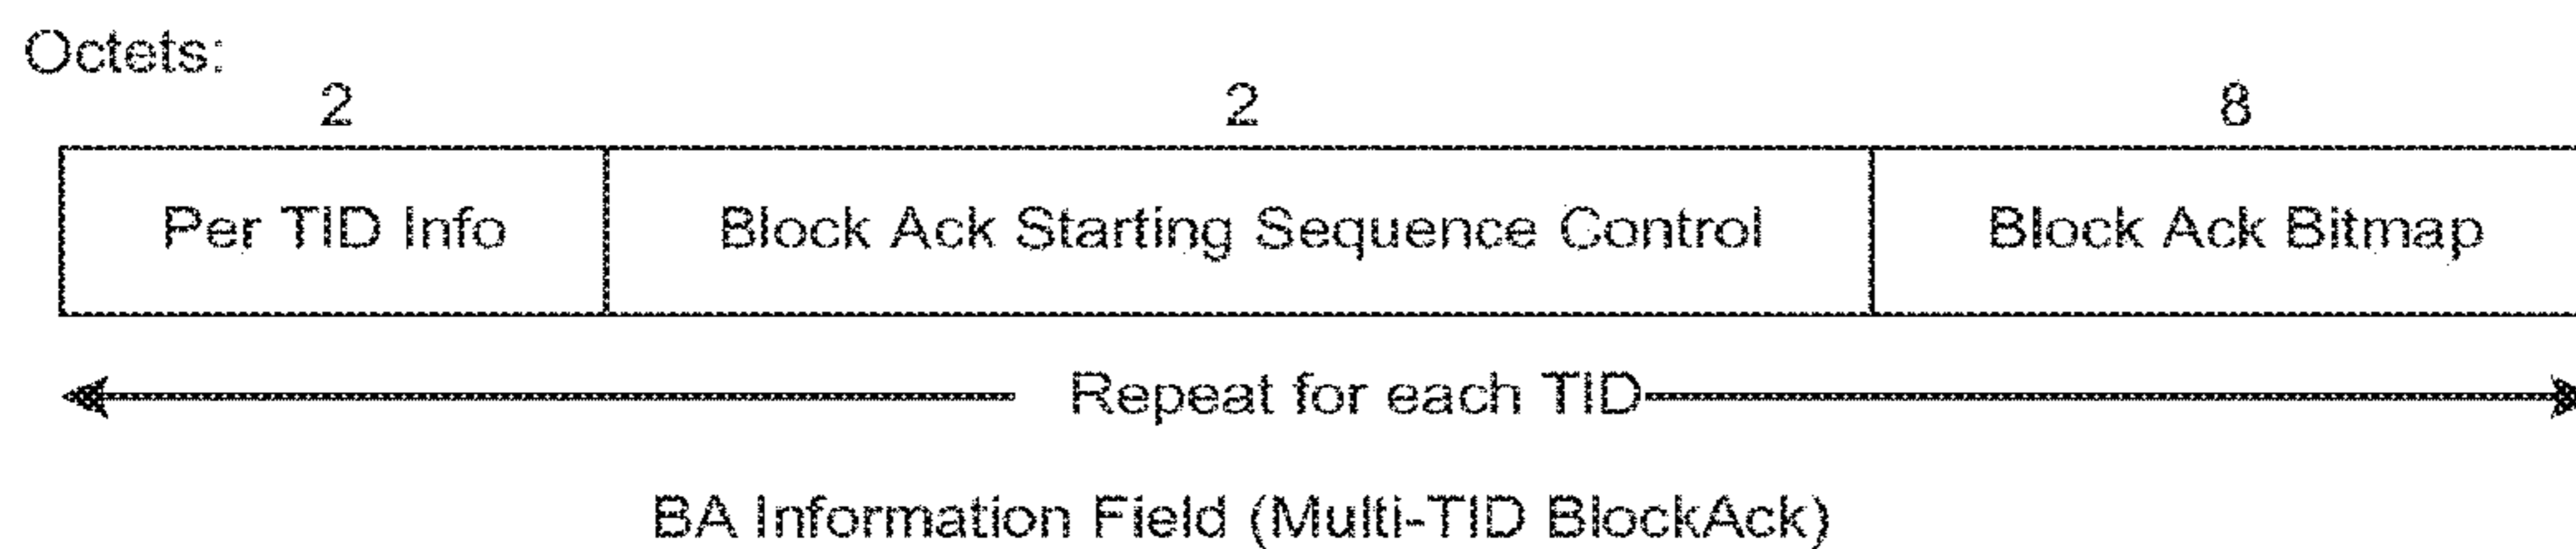 Octets:
2 2 8
Per TID Info Block Ack Starting Sequence Control Block Ack Bitmap
Repeat for each TID
BA Information Field (Multi-TID BlockAck)